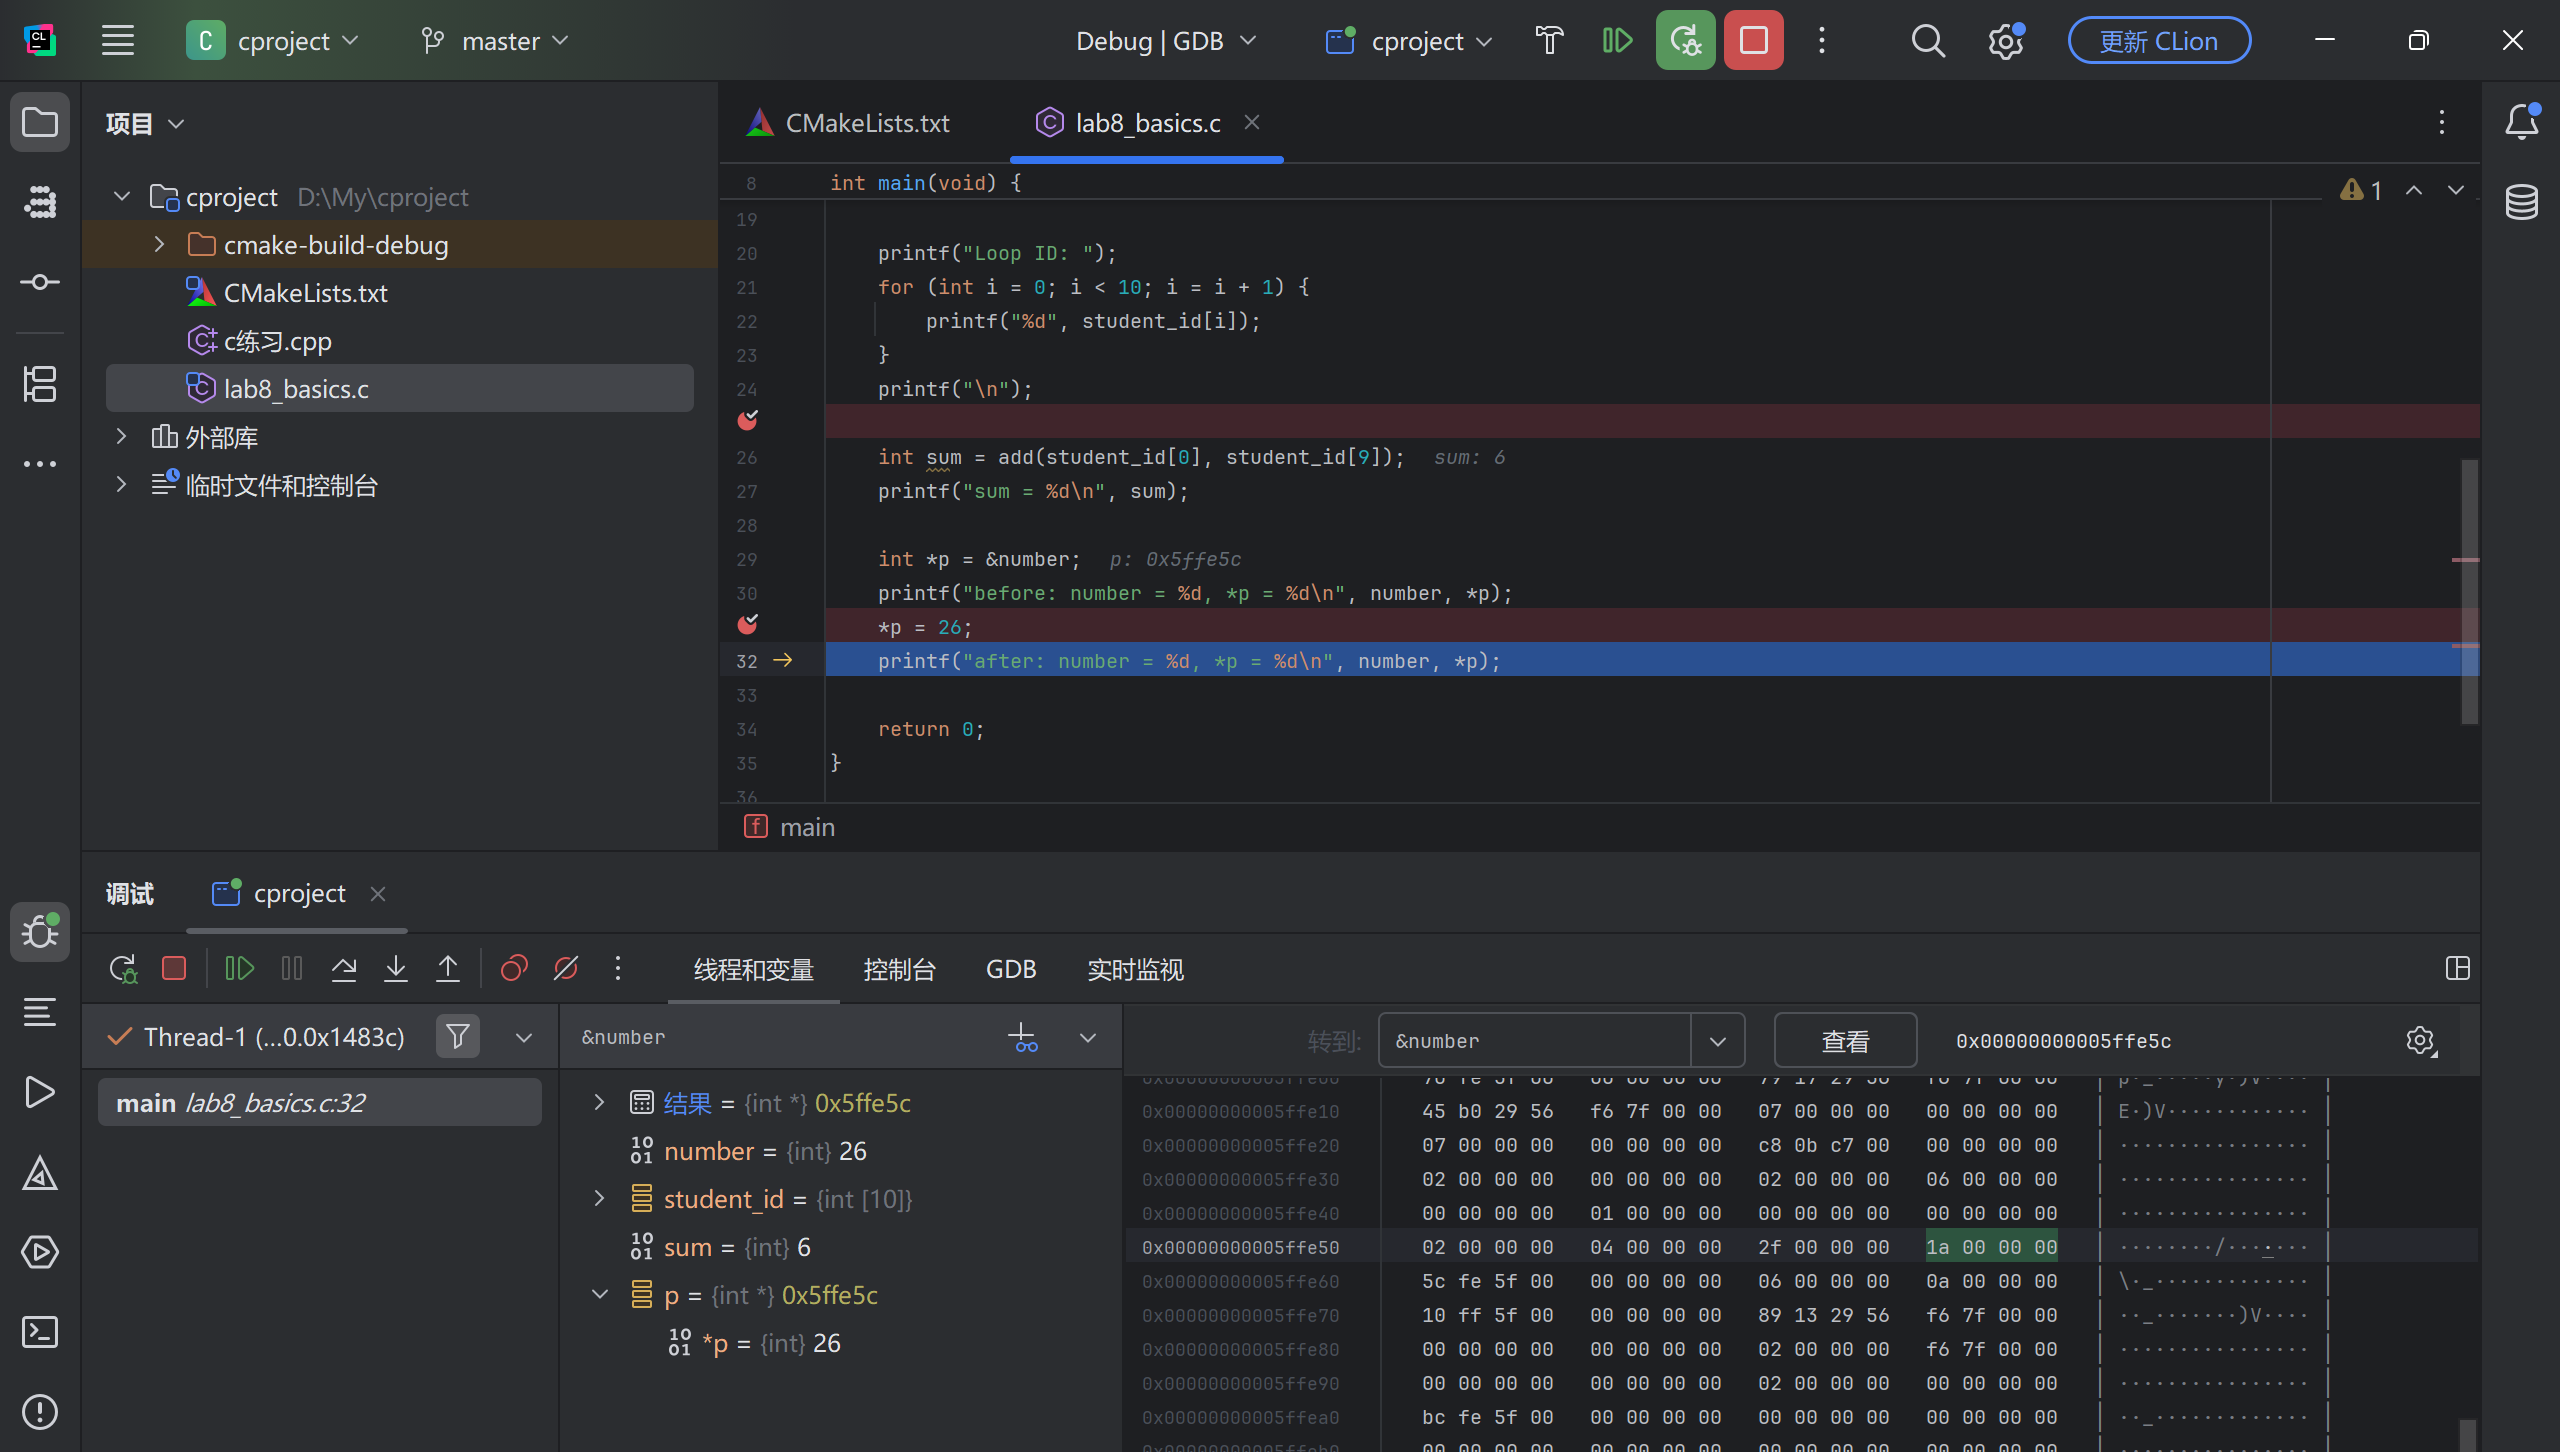 CL
C cproject
master
Debug | GDB
cproject
更新 CLion
项目
CMakeLists.txt
lab8_basics.c
cproject D:\My\cproject
cmake-build-debug
CMakeLists.txt
c练习.cpp
lab8_basics.c
外部库
临时文件和控制台
1
8 int main(void) {
19
20 printf("Loop ID: ");
21 for (int i = 0; i < 10; i = i + 1) {
22 printf("%d", student_id[i]);
23 }
24 printf("\n");
26 int sum = add(student_id[0], student_id[9]); sum: 6
27 printf("sum = %d\n", sum);
28
29 int *p = &number; p: 0x5ffe5c
30 printf("before: number = %d, *p = %d\n", number, *p);
*p = 26;
32 printf("after: number = %d, *p = %d\n", number, *p);
33
34 return 0;
35 }
36
f main
调试
cproject
线程和变量
控制台
GDB
实时监视
Thread-1 (...0.0x1483c)
main lab8_basics.c:32
&number
结果 = {int *} 0x5ffe5c
number = {int} 26
student_id = {int [10]}
sum = {int} 6
p = {int *} 0x5ffe5c
*p = {int} 26
转到:
&number
查看
0x00000000005ffe5c
0x00000000005ffe10 45 b0 29 56 f6 7f 00 00 07 00 00 00 00 00 00 00 E·)V············
0x00000000005ffe20 07 00 00 00 00 00 00 00 c8 0b c7 00 00 00 00 00 ················
0x00000000005ffe30 02 00 00 00 00 00 00 00 02 00 00 00 06 00 00 00 ················
0x00000000005ffe40 00 00 00 00 01 00 00 00 00 00 00 00 00 00 00 00 ················
0x00000000005ffe50 02 00 00 00 04 00 00 00 2f 00 00 00 1a 00 00 00 ········/···_···
0x00000000005ffe60 5c fe 5f 00 00 00 00 00 06 00 00 00 0a 00 00 00 \·_·············
0x00000000005ffe70 10 ff 5f 00 00 00 00 00 89 13 29 56 f6 7f 00 00 ··_·······)V····
0x00000000005ffe80 00 00 00 00 00 00 00 00 02 00 00 00 f6 7f 00 00 ················
0x00000000005ffe90 00 00 00 00 00 00 00 00 02 00 00 00 00 00 00 00 ················
0x00000000005ffea0 bc fe 5f 00 00 00 00 00 00 00 00 00 00 00 00 00 ··_·············